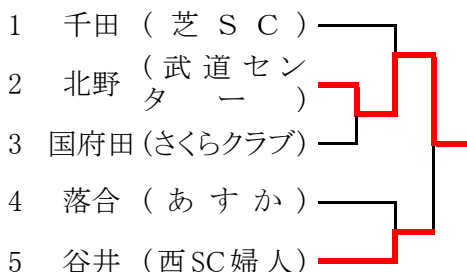 1 千田 (芝SC)
2 北野 (武道センター)
3 国府田 (さくらクラブ)
4 落合 (あすか)
5 谷井 (西SC婦人)